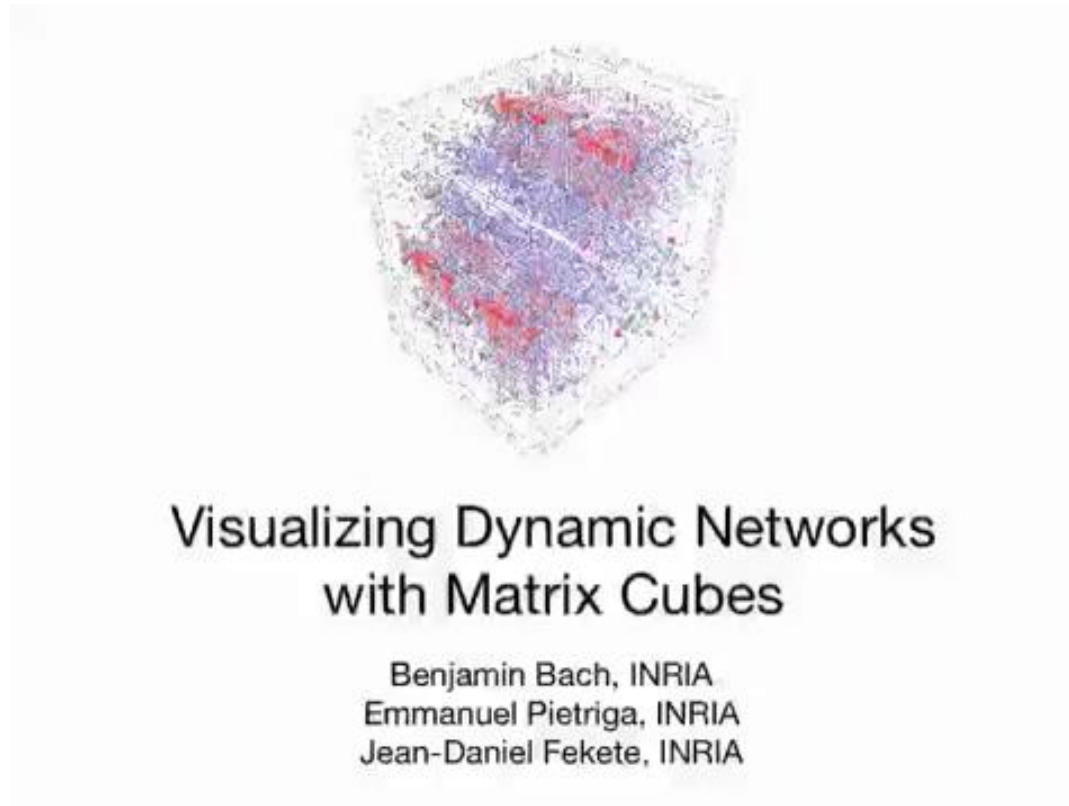 Visualizing Dynamic Networks
with Matrix Cubes
Benjamin Bach, INRIA
Emmanuel Pietriga, INRIA
Jean-Daniel Fekete, INRIA